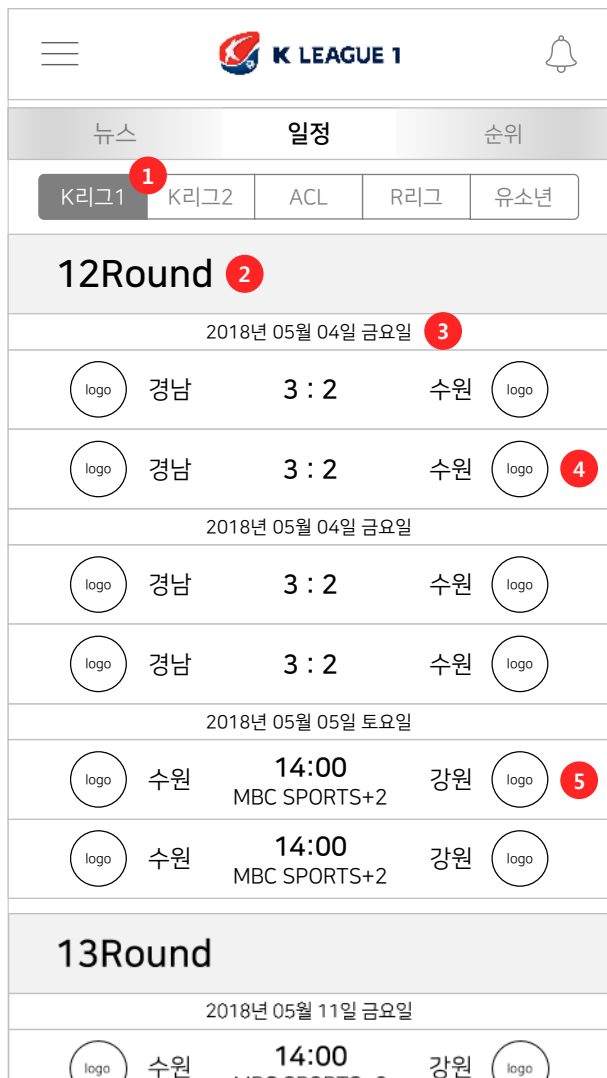 K LEAGUE 1
뉴스 일정 순위
1
K리그1 K리그2 ACL R리그 유소년
12Round 2
2018년 05월 04일 금요일 3
logo 경남 3 : 2 수원 logo
logo 경남 3 : 2 수원 logo 4
2018년 05월 04일 금요일
logo 경남 3 : 2 수원 logo
logo 경남 3 : 2 수원 logo
2018년 05월 05일 토요일
logo 수원 14:00 강원 logo 5
MBC SPORTS+2
logo 수원 14:00 강원 logo
MBC SPORTS+2
13Round
2018년 05월 11일 금요일
logo 수원 14:00 강원 logo